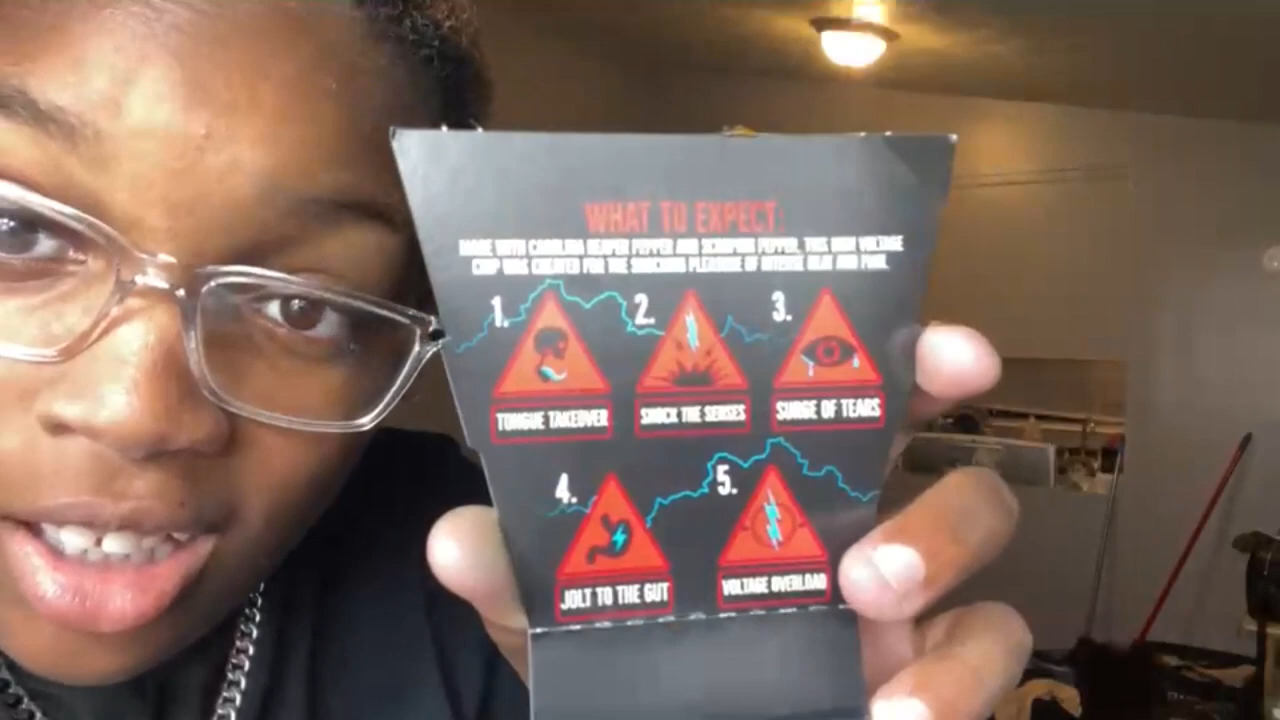 WHAT TO EXPECT:
MADE WITH CAROLINA REAPER PEPPER AND SCORPION PEPPER, THIS HIGH VOLTAGE
CHIP WAS CREATED FOR THE SHOCKING PLEASURE OF INTENSE HEAT AND PAIN.
1. 2. 3.
TONGUE TAKEOVER SHOCK THE SENSES SURGE OF TEARS
4. 5.
JOLT TO THE GUT VOLTAGE OVERLOAD